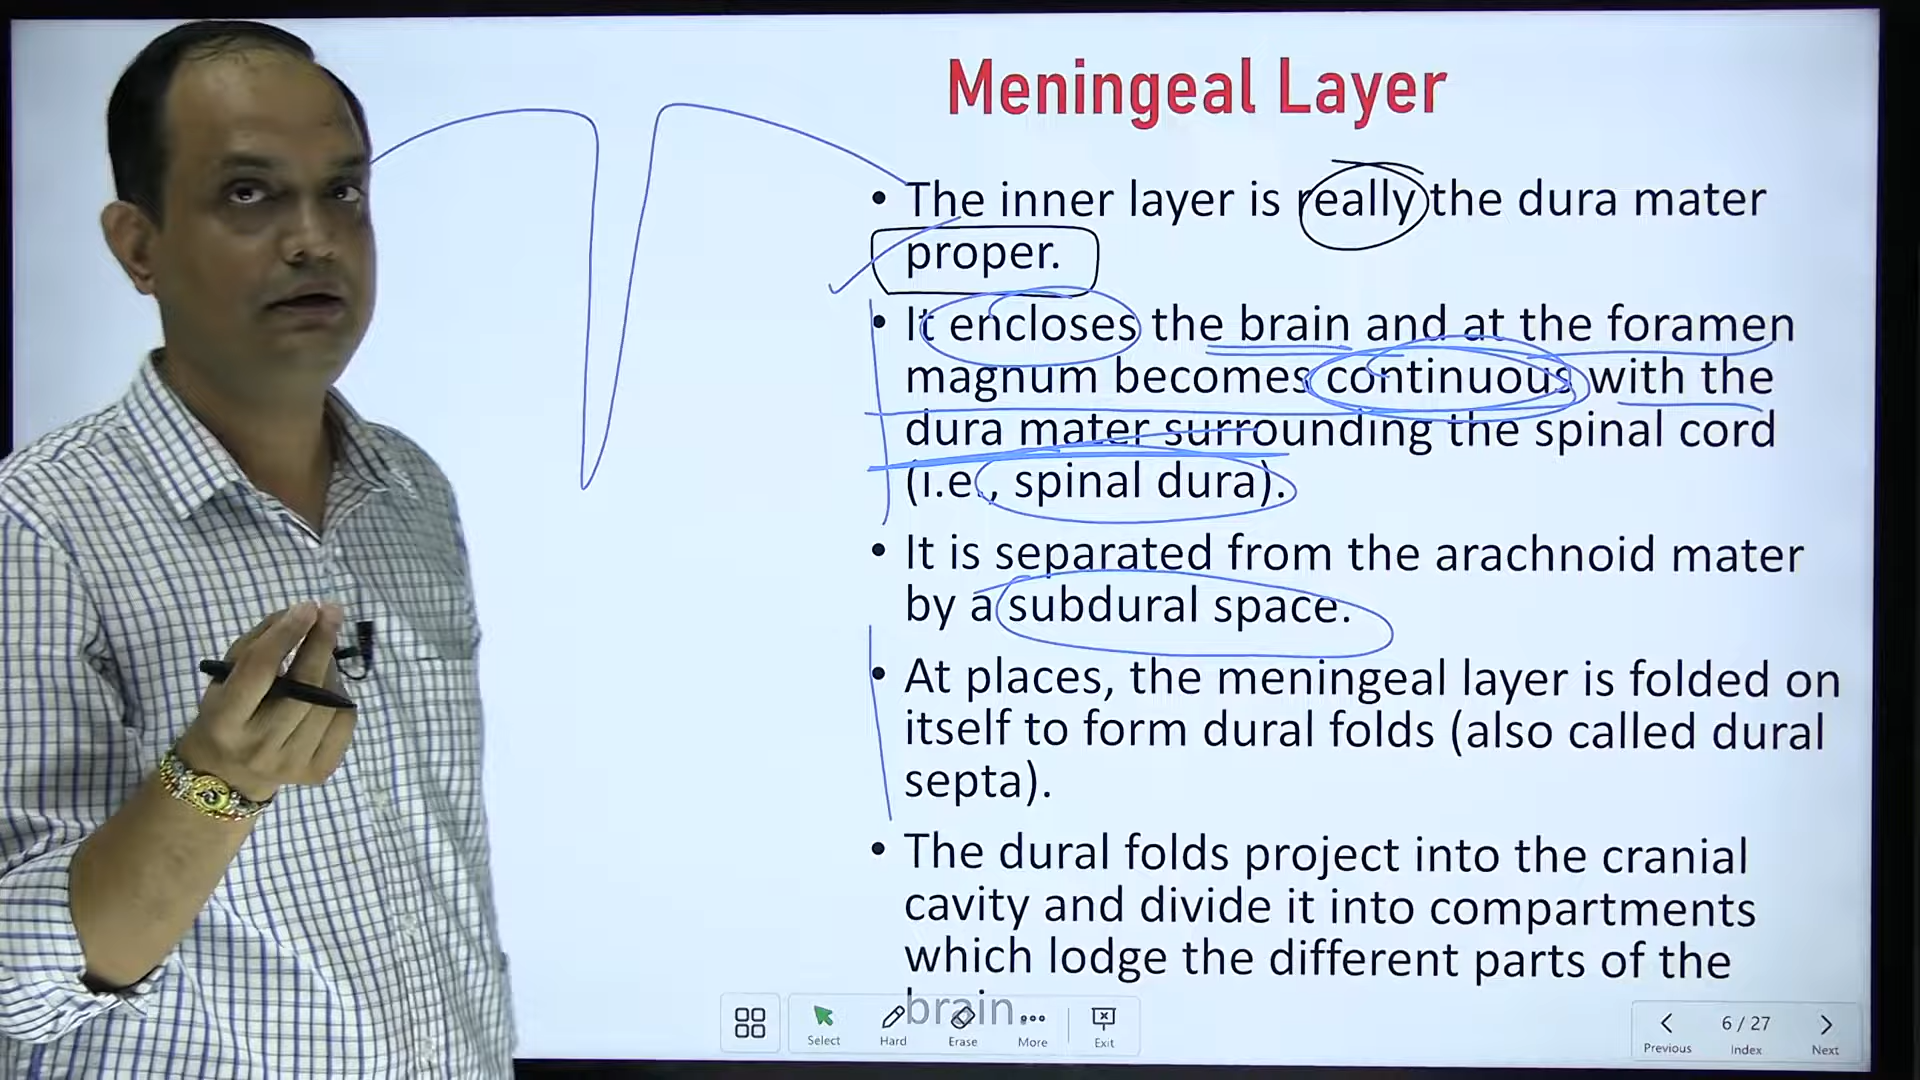 Meningeal Layer
• The inner layer is really the dura mater
proper.
• It encloses the brain and at the foramen
magnum becomes continuous with the
dura mater surrounding the spinal cord
(i.e., spinal dura).
• It is separated from the arachnoid mater
by a subdural space.
• At places, the meningeal layer is folded on
itself to form dural folds (also called dural
septa).
• The dural folds project into the cranial
cavity and divide it into compartments
which lodge the different parts of the
brain.
Select
Hard
Erase
More
Exit
6 / 27
Previous
Index
Next